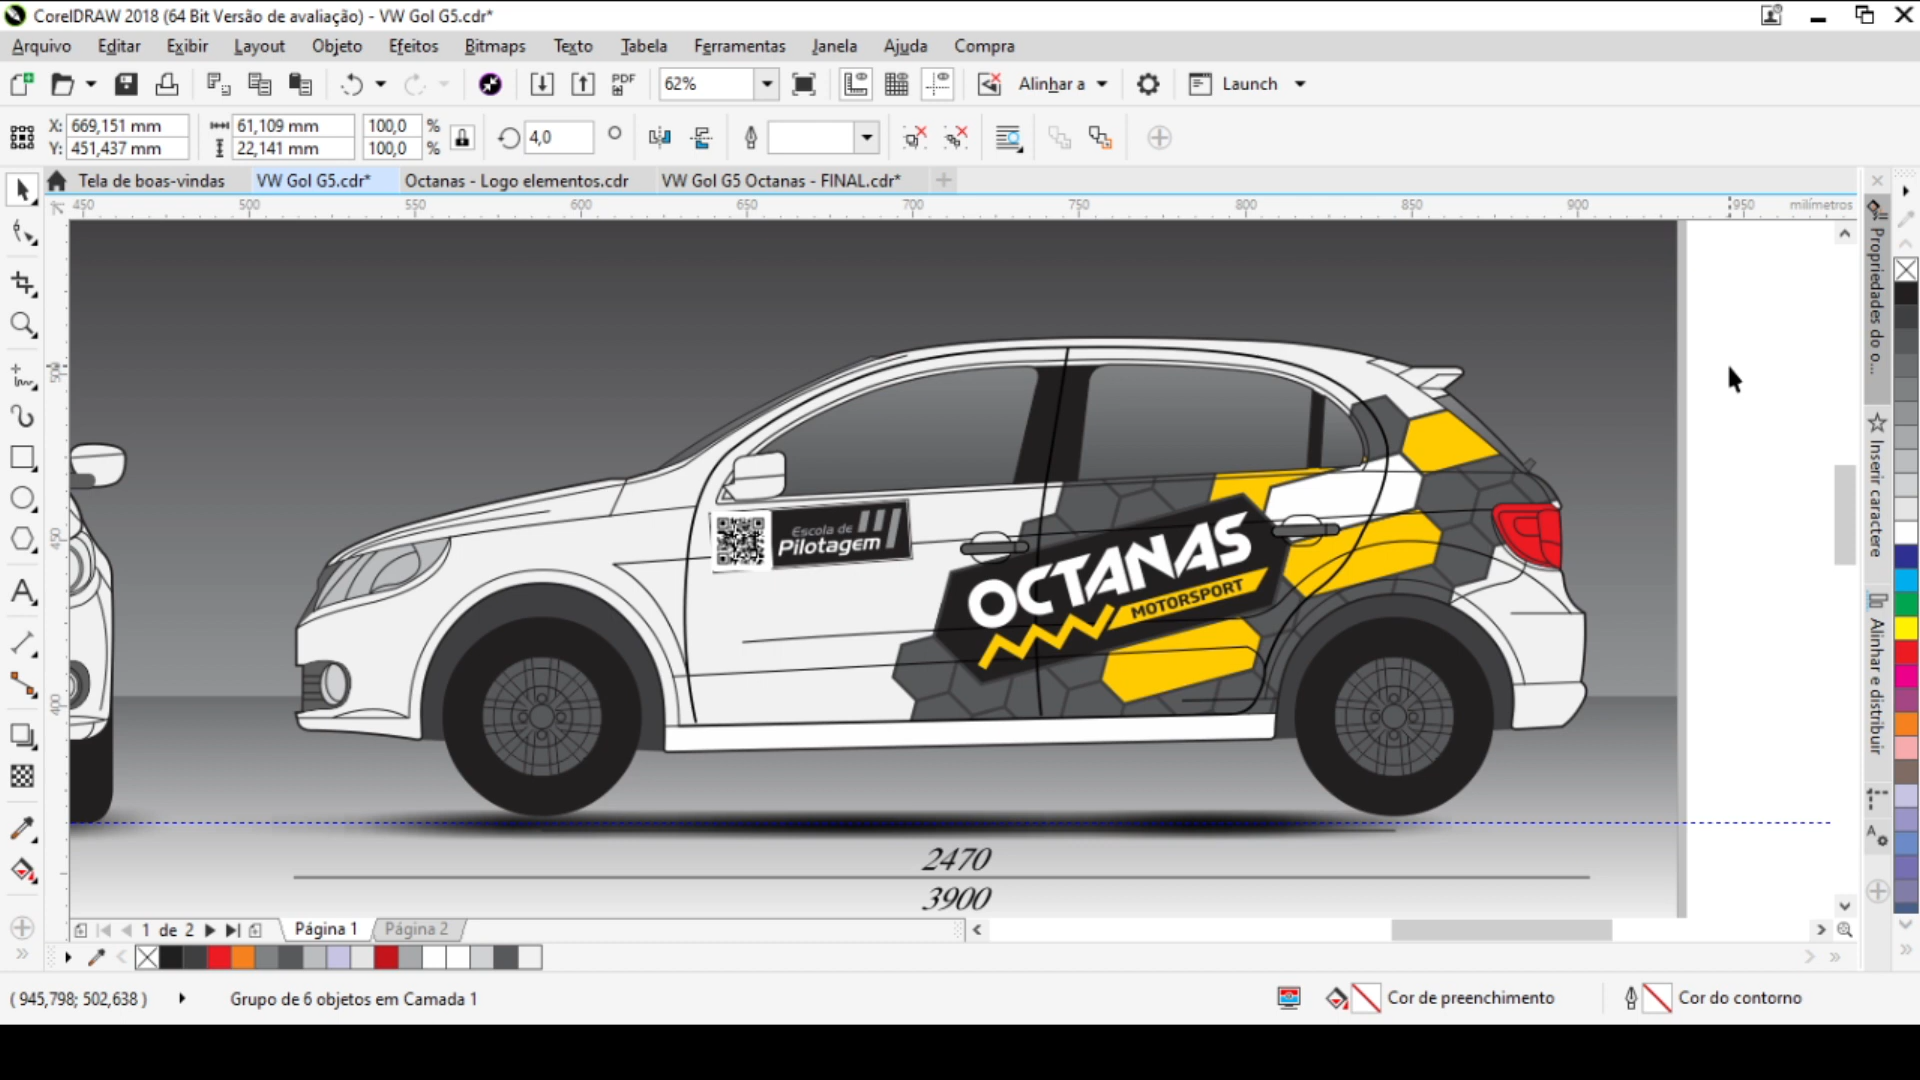 CorelDRAW 2018 (64 Bit Versão de avaliação) - VW Gol G5.cdr*
Arquivo Editar Exibir Layout Objeto Efeitos Bitmaps Texto Tabela Ferramentas Janela Ajuda Compra
PDF 62% Alinhar a Launch
X: 669,151 mm 61,109 mm 100,0 % 4,0
Y: 451,437 mm 22,141 mm 100,0 %
Tela de boas-vindas VW Gol G5.cdr* Octanas - Logo elementos.cdr VW Gol G5 Octanas - FINAL.cdr*
450 500 550 600 650 700 750 800 850 900 950 milímetros
500
450
400
Propriedades do o...
Inserir caractere
Alinhar e distribuir
Escola de
Pilotagem
OCTANAS
MOTORSPORT
2470
3900
1 de 2 Página 1 Página 2
( 945,798; 502,638 ) Grupo de 6 objetos em Camada 1 Cor de preenchimento Cor do contorno